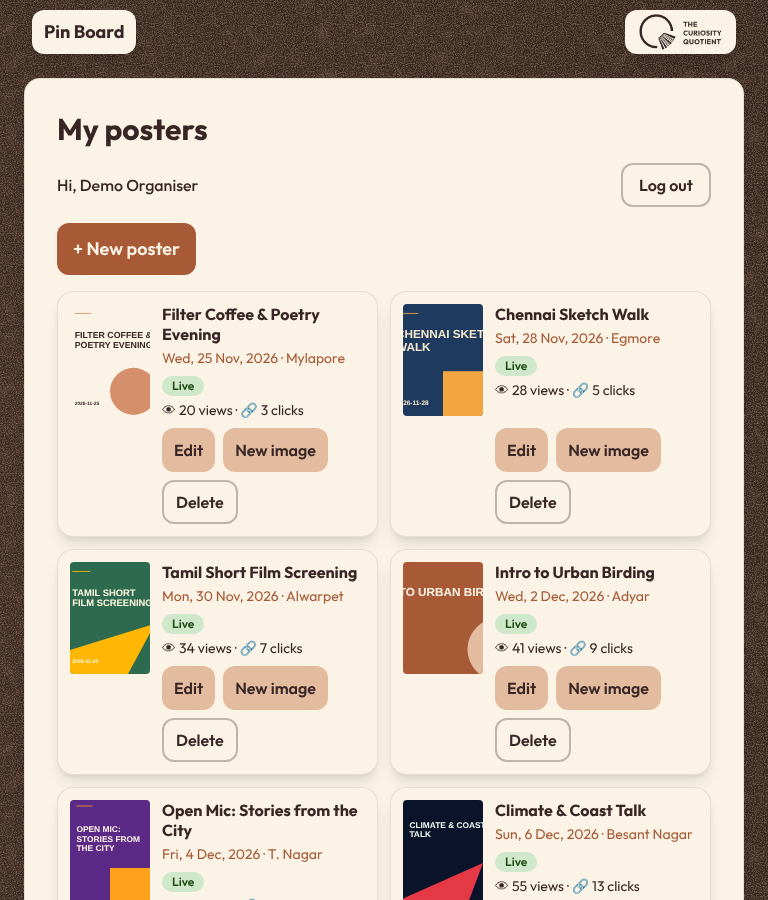 Pin Board
THE
CURIOSITY
QUOTIENT
My posters
Hi, Demo Organiser
Log out
+ New poster
FILTER COFFEE &
POETRY EVENING
2026-11-25
Filter Coffee & Poetry
Evening
Wed, 25 Nov, 2026 · Mylapore
Live
20 views · 3 clicks
Edit
New image
Delete
CHENNAI SKET
WALK
26-11-28
Chennai Sketch Walk
Sat, 28 Nov, 2026 · Egmore
Live
28 views · 5 clicks
Edit
New image
Delete
TAMIL SHORT
FILM SCREENING
2026-11-30
Tamil Short Film Screening
Mon, 30 Nov, 2026 · Alwarpet
Live
34 views · 7 clicks
Edit
New image
Delete
TO URBAN BIR
Intro to Urban Birding
Wed, 2 Dec, 2026 · Adyar
Live
41 views · 9 clicks
Edit
New image
Delete
OPEN MIC:
STORIES FROM
THE CITY
Open Mic: Stories from the
City
Fri, 4 Dec, 2026 · T. Nagar
Live
CLIMATE & COAST
TALK
Climate & Coast Talk
Sun, 6 Dec, 2026 · Besant Nagar
Live
55 views · 13 clicks